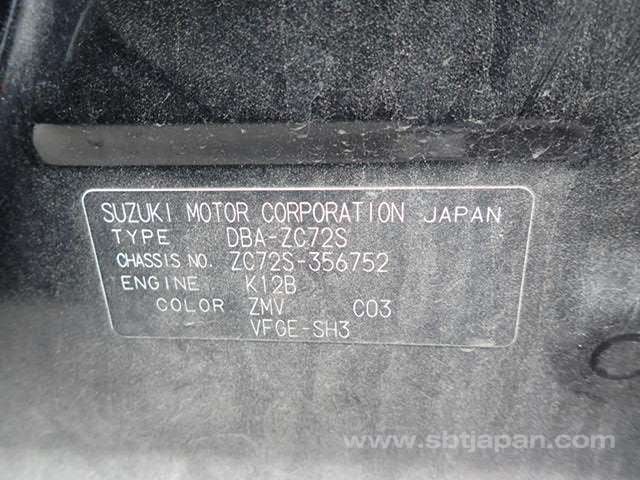 SUZUKI MOTOR CORPORATION JAPAN
TYPE DBA-ZC72S
CHASSIS NO. ZC72S-356752
ENGINE K12B
COLOR ZMV C03
VFGE-SH3
www.sbtjapan.com